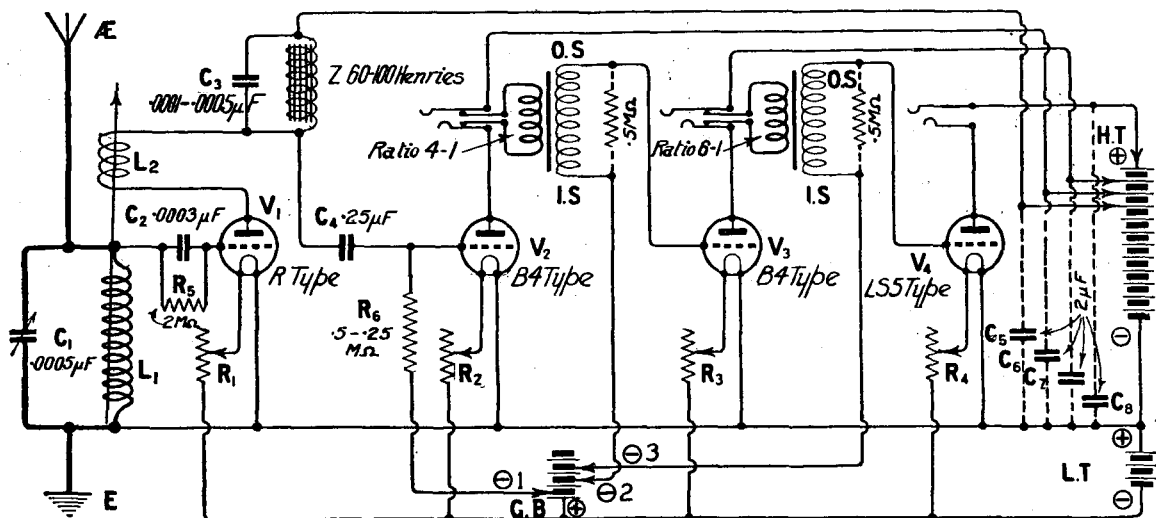 Æ
C3
.0001-.0005µF
Z 60-100 Henries
O.S
O.S
.5MΩ
.5MΩ
Ratio 4-1
Ratio 6-1
H.T
⊕
L2
I.S
I.S
C2 .0003µF
V1
C4 .25µF
V2
V3
V4
R Type
B4 Type
B4 Type
LS5 Type
R5
2MΩ
R6
.5-.25
MΩ
2µF
C1
.0005µF
L1
R1
R2
R3
R4
C5
C6
C7
C8
⊖
⊖1
⊖3
⊖2
G.B ⊕
⊕
L.T
⊖
E